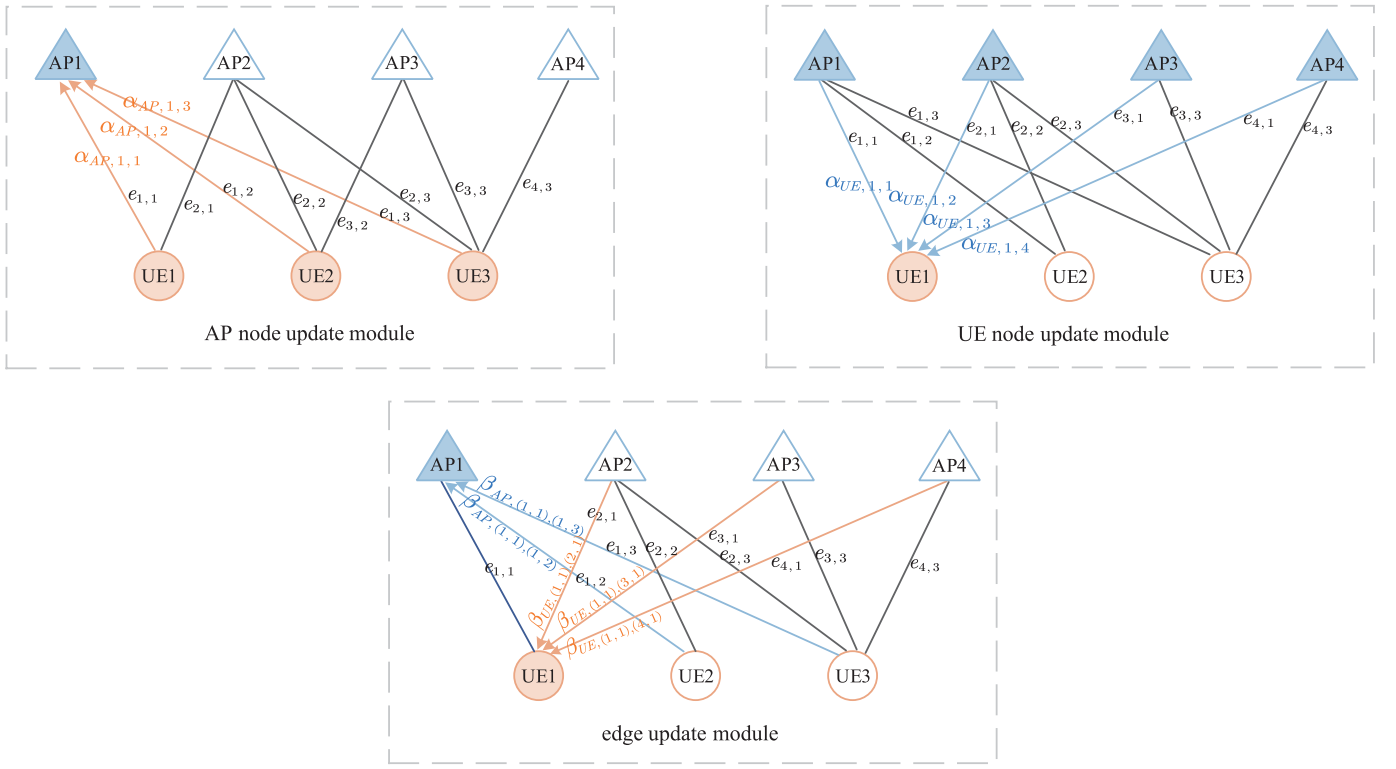 AP1 AP2 AP3 AP4
α_{AP,1,3}
α_{AP,1,2}
α_{AP,1,1}
e_{1,1} e_{2,1} e_{1,2} e_{2,2} e_{3,2} e_{1,3} e_{2,3} e_{3,3} e_{4,3}
UE1 UE2 UE3
AP node update module
AP1 AP2 AP3 AP4
e_{1,1} e_{1,2} e_{1,3} e_{2,1} e_{2,2} e_{2,3} e_{3,1} e_{3,3} e_{4,1} e_{4,3}
α_{UE,1,1}
α_{UE,1,2}
α_{UE,1,3}
α_{UE,1,4}
UE1 UE2 UE3
UE node update module
AP1 AP2 AP3 AP4
β_{AP,(1,1),(1,3)}
β_{AP,(1,1),(1,2)}
e_{1,1} e_{2,1} e_{1,2} e_{1,3} e_{2,2} e_{3,1} e_{2,3} e_{4,1} e_{3,3} e_{4,3}
β_{UE,(1,1),(2,1)}
β_{UE,(1,1),(3,1)}
β_{UE,(1,1),(4,1)}
UE1 UE2 UE3
edge update module